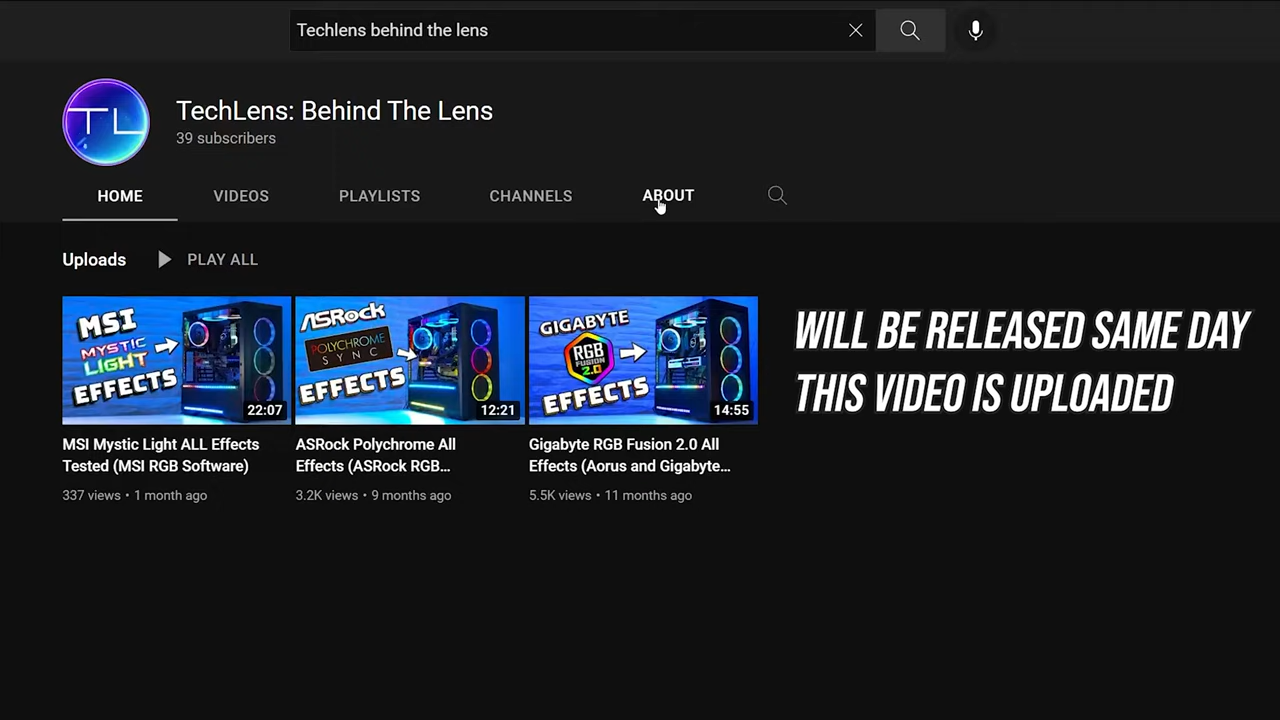 Techlens behind the lens
TL
TechLens: Behind The Lens
39 subscribers
HOME
VIDEOS
PLAYLISTS
CHANNELS
ABOUT
Uploads
PLAY ALL
MSI
MYSTIC
LIGHT
EFFECTS
22:07
ASRock
POLYCHROME
SYNC
EFFECTS
12:21
GIGABYTE
RGB
FUSION
2.0
EFFECTS
14:55
WILL BE RELEASED SAME DAY
THIS VIDEO IS UPLOADED
MSI Mystic Light ALL Effects
Tested (MSI RGB Software)
337 views • 1 month ago
ASRock Polychrome All
Effects (ASRock RGB...
3.2K views • 9 months ago
Gigabyte RGB Fusion 2.0 All
Effects (Aorus and Gigabyte...
5.5K views • 11 months ago